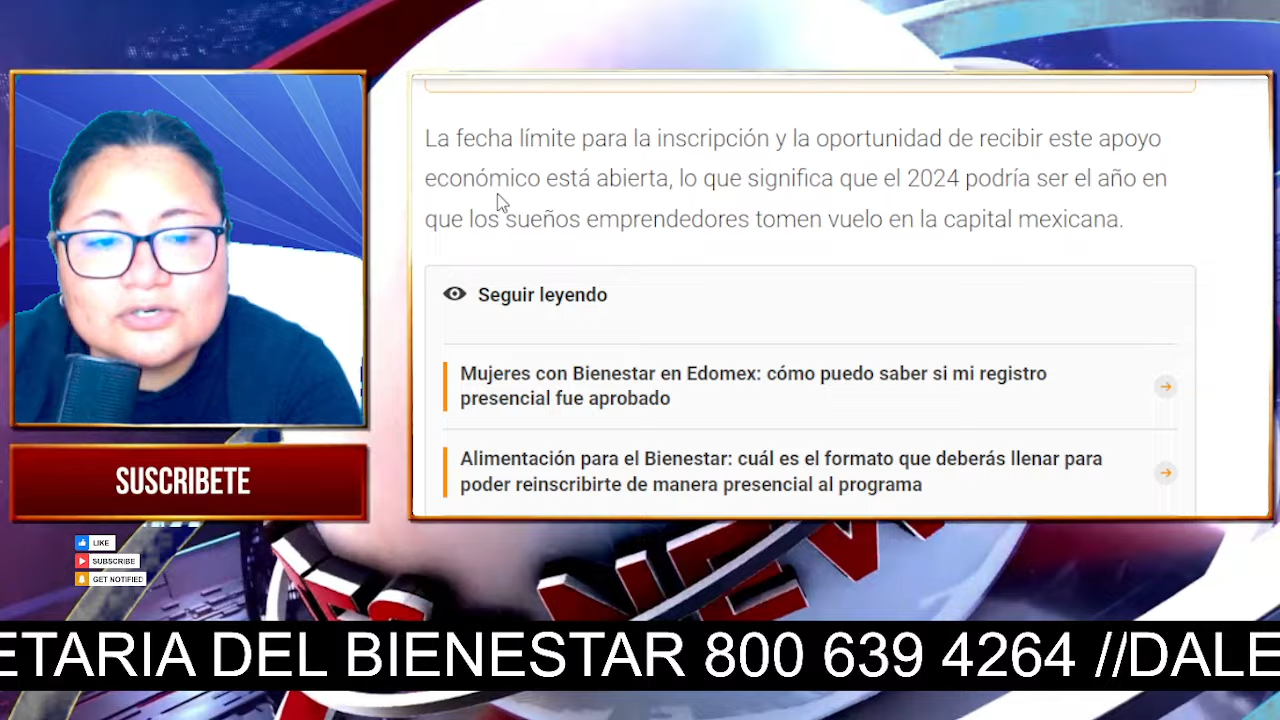 La fecha límite para la inscripción y la oportunidad de recibir este apoyo
económico está abierta, lo que significa que el 2024 podría ser el año en
que los sueños emprendedores tomen vuelo en la capital mexicana.
Seguir leyendo
Mujeres con Bienestar en Edomex: cómo puedo saber si mi registro
presencial fue aprobado
Alimentación para el Bienestar: cuál es el formato que deberás llenar para
poder reinscribirte de manera presencial al programa
SUSCRIBETE
LIKE
SUBSCRIBE
GET NOTIFIED
ETARIA DEL BIENESTAR 800 639 4264 //DALE